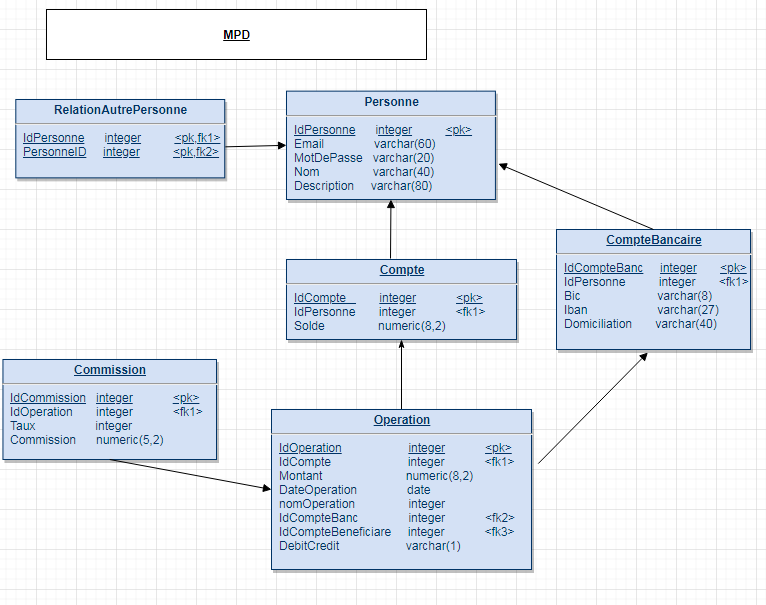 MPD
RelationAutrePersonne
IdPersonne integer <pk,fk1>
PersonneID integer <pk,fk2>
Personne
IdPersonne integer <pk>
Email varchar(60)
MotDePasse varchar(20)
Nom varchar(40)
Description varchar(80)
CompteBancaire
IdCompteBanc integer <pk>
IdPersonne integer <fk1>
Bic varchar(8)
Iban varchar(27)
Domiciliation varchar(40)
Compte
IdCompte integer <pk>
IdPersonne integer <fk1>
Solde numeric(8,2)
Commission
IdCommission integer <pk>
IdOperation integer <fk1>
Taux integer
Commission numeric(5,2)
Operation
IdOperation integer <pk>
IdCompte integer <fk1>
Montant numeric(8,2)
DateOperation date
nomOperation integer
IdCompteBanc integer <fk2>
IdCompteBeneficiare integer <fk3>
DebitCredit varchar(1)